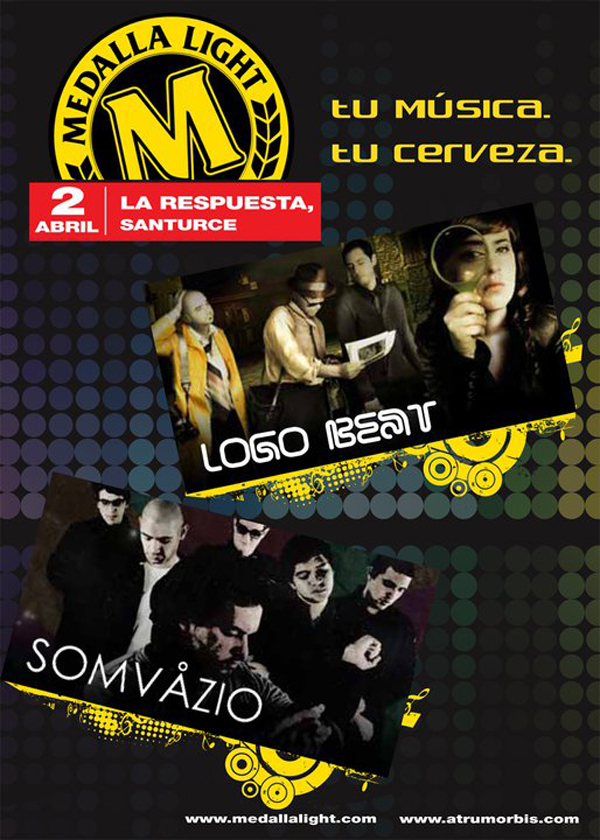 MEDALLA LIGHT
M
tu música.
tu cerveza.
2
ABRIL
LA RESPUESTA,
SANTURCE
LOGO BEAT
SOMVÅZIO
www.medallalight.com www.atrumorbis.com